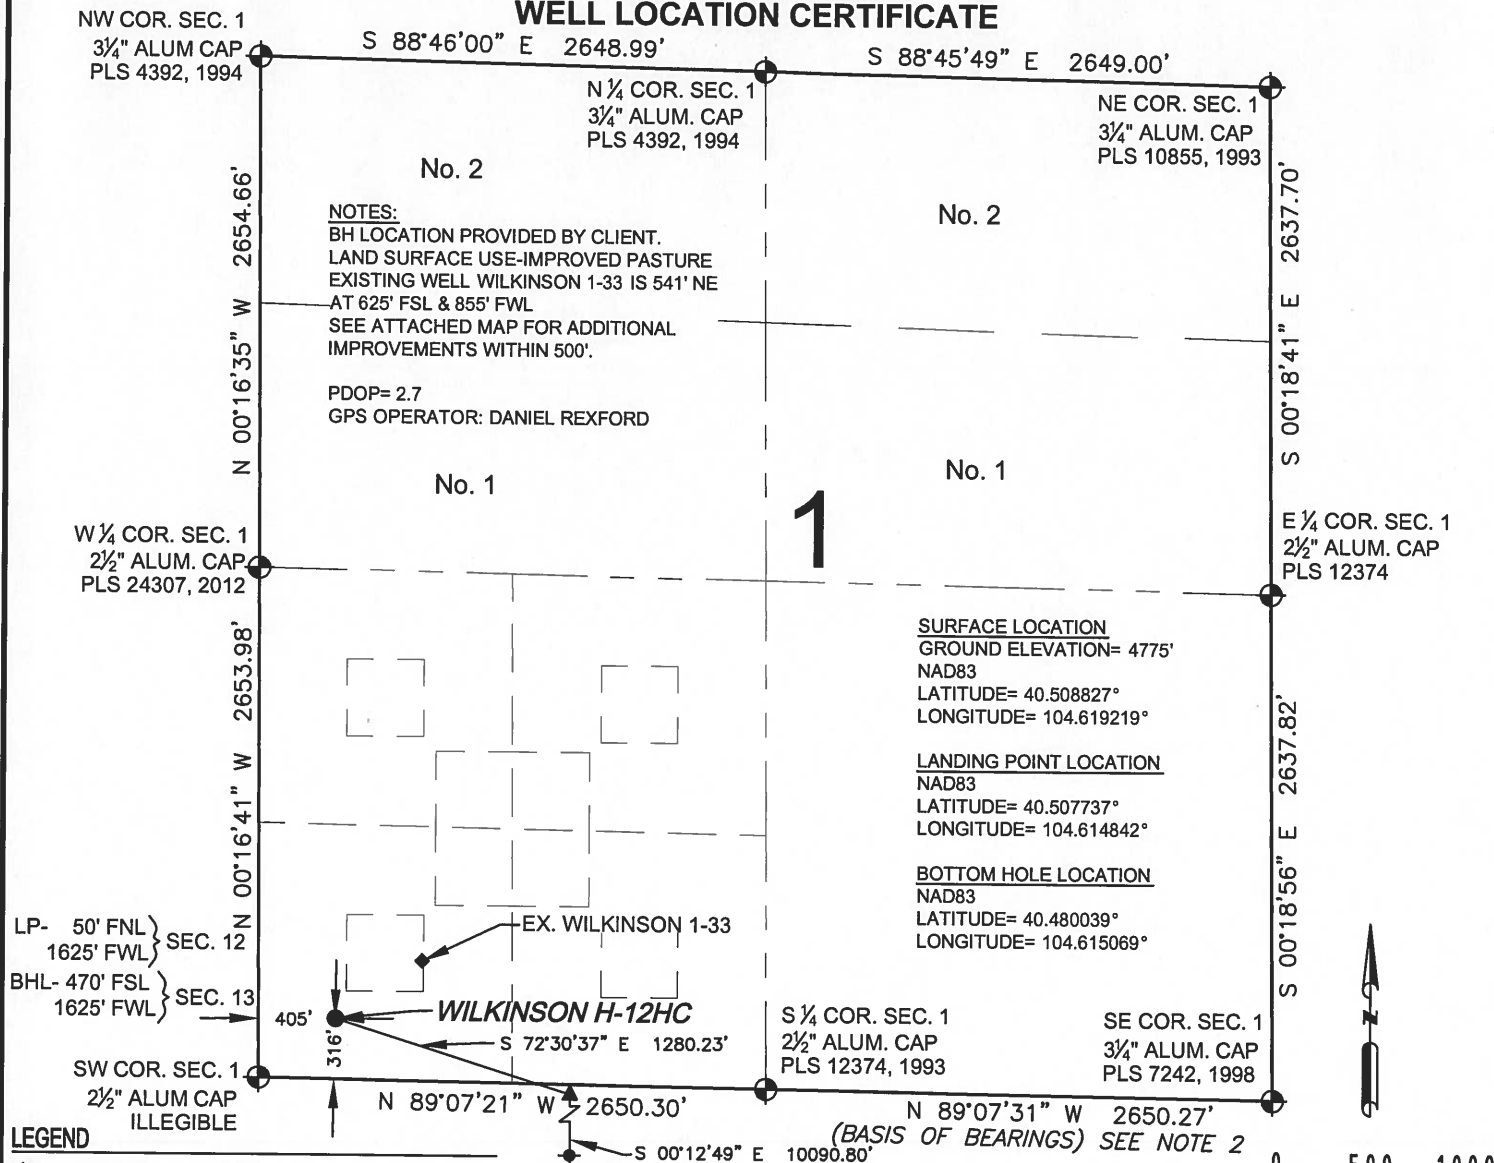 WELL LOCATION CERTIFICATE
NW COR. SEC. 1
3¼" ALUM CAP
PLS 4392, 1994
S 88°46'00" E 2648.99'
S 88°45'49" E 2649.00'
N ¼ COR. SEC. 1
3¼" ALUM. CAP
PLS 4392, 1994
NE COR. SEC. 1
3¼" ALUM. CAP
PLS 10855, 1993
No. 2
No. 2
N 00°16'35" W 2654.66'
S 00°18'41" E 2637.70'
NOTES:
BH LOCATION PROVIDED BY CLIENT.
LAND SURFACE USE-IMPROVED PASTURE
EXISTING WELL WILKINSON 1-33 IS 541' NE
AT 625' FSL & 855' FWL
SEE ATTACHED MAP FOR ADDITIONAL
IMPROVEMENTS WITHIN 500'.
PDOP= 2.7
GPS OPERATOR: DANIEL REXFORD
No. 1
No. 1
1
W ¼ COR. SEC. 1
2½" ALUM. CAP
PLS 24307, 2012
E ¼ COR. SEC. 1
2½" ALUM. CAP
PLS 12374
N 00°16'41" W 2653.98'
S 00°18'56" E 2637.82'
SURFACE LOCATION
GROUND ELEVATION= 4775'
NAD83
LATITUDE= 40.508827°
LONGITUDE= 104.619219°
LANDING POINT LOCATION
NAD83
LATITUDE= 40.507737°
LONGITUDE= 104.614842°
BOTTOM HOLE LOCATION
NAD83
LATITUDE= 40.480039°
LONGITUDE= 104.615069°
LP- 50' FNL
1625' FWL
SEC. 12
BHL- 470' FSL
1625' FWL
SEC. 13
EX. WILKINSON 1-33
405'
316'
WILKINSON H-12HC
S 72°30'37" E 1280.23'
S ¼ COR. SEC. 1
2½" ALUM. CAP
PLS 12374, 1993
SE COR. SEC. 1
3¼" ALUM. CAP
PLS 7242, 1998
N
SW COR. SEC. 1
2½" ALUM CAP
ILLEGIBLE
N 89°07'21" W 2650.30'
N 89°07'31" W 2650.27'
(BASIS OF BEARINGS) SEE NOTE 2
LEGEND
S 00°12'49" E 10090.80'
0 500 1000